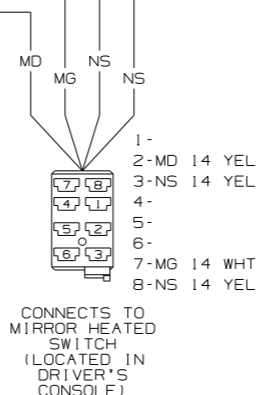 MD
NS
MG
NS
1-
2-MD 14 YEL
3-NS 14 YEL
4-
5-
6-
7-MG 14 WHT
8-NS 14 YEL
7 8
4 1
5 2
6 3
CONNECTS TO
MIRROR HEATED
SWITCH
(LOCATED IN
DRIVER'S
CONSOLE)